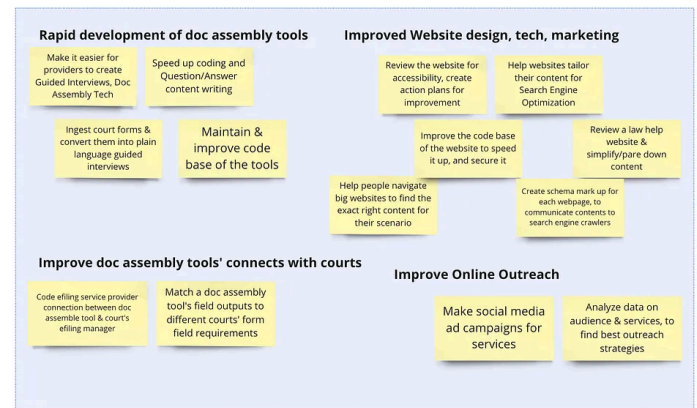 Rapid development of doc assembly tools
Make it easier for
providers to create
Guided Interviews, Doc
Assembly Tech
Speed up coding and
Question/Answer
content writing
Ingest court forms &
convert them into plain
language guided
interviews
Maintain &
improve code
base of the tools
Improved Website design, tech, marketing
Review the website for
accessibility, create
action plans for
improvement
Help websites tailor
their content for
Search Engine
Optimization
Improve the code base
of the website to speed
it up, and secure it
Review a law help
website &
simplify/pare down
content
Help people navigate
big websites to find the
exact right content for
their scenario
Create schema mark up for
each webpage, to
communicate contents to
search engine crawlers
Improve doc assembly tools' connects with courts
Code efiling service provider
connection between doc
assemble tool & court's
efiling manager
Match a doc assembly
tool's field outputs to
different courts' form
field requirements
Improve Online Outreach
Make social media
ad campaigns for
services
Analyze data on
audience & services, to
find best outreach
strategies